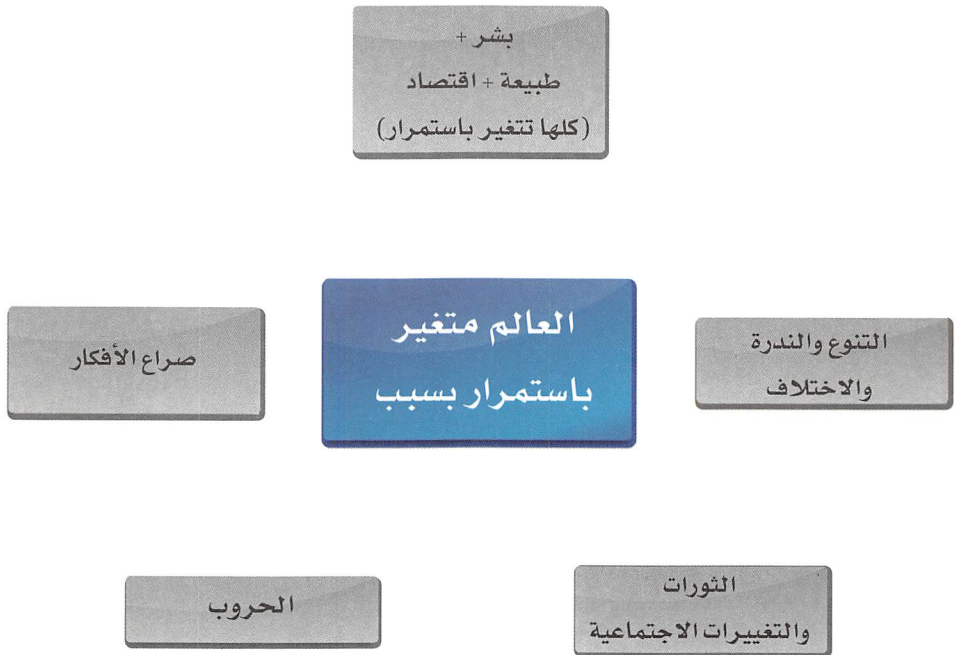 بشر +
طبيعة + اقتصاد
(كلها تتغير باستمرار)
العالم متغير
باستمرار بسبب
التنوع والندرة
والاختلاف
صراع الأفكار
الثورات
والتغييرات الاجتماعية
الحروب